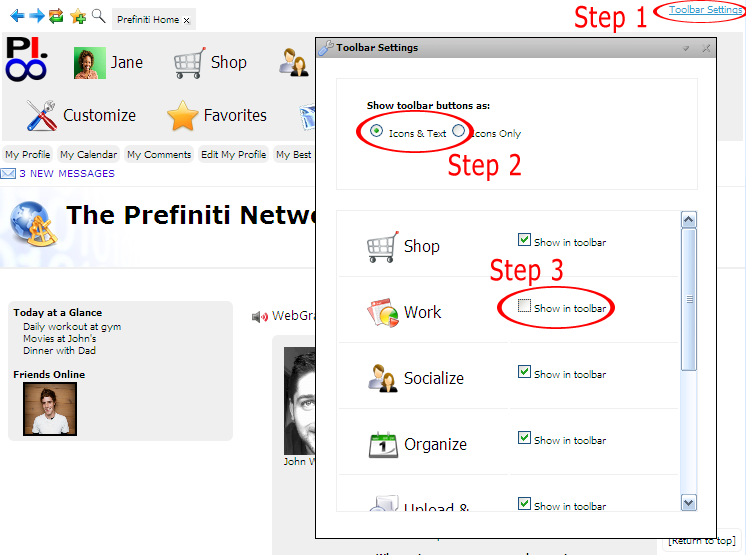 Step 1
Toolbar Settings
Prefiniti Home x
PI.
Jane
Shop
Customize
Favorites
My Profile
My Calendar
My Comments
Edit My Profile
My Best
3 NEW MESSAGES
The Prefiniti Netw
Today at a Glance
Daily workout at gym
Movies at John's
Dinner with Dad
Friends Online
WebGra
John W
Toolbar Settings
Show toolbar buttons as:
Icons & Text
Icons Only
Step 2
Shop
Show in toolbar
Step 3
Work
Show in toolbar
Socialize
Show in toolbar
1
Organize
Show in toolbar
Upload &
Show in toolbar
[Return to top]